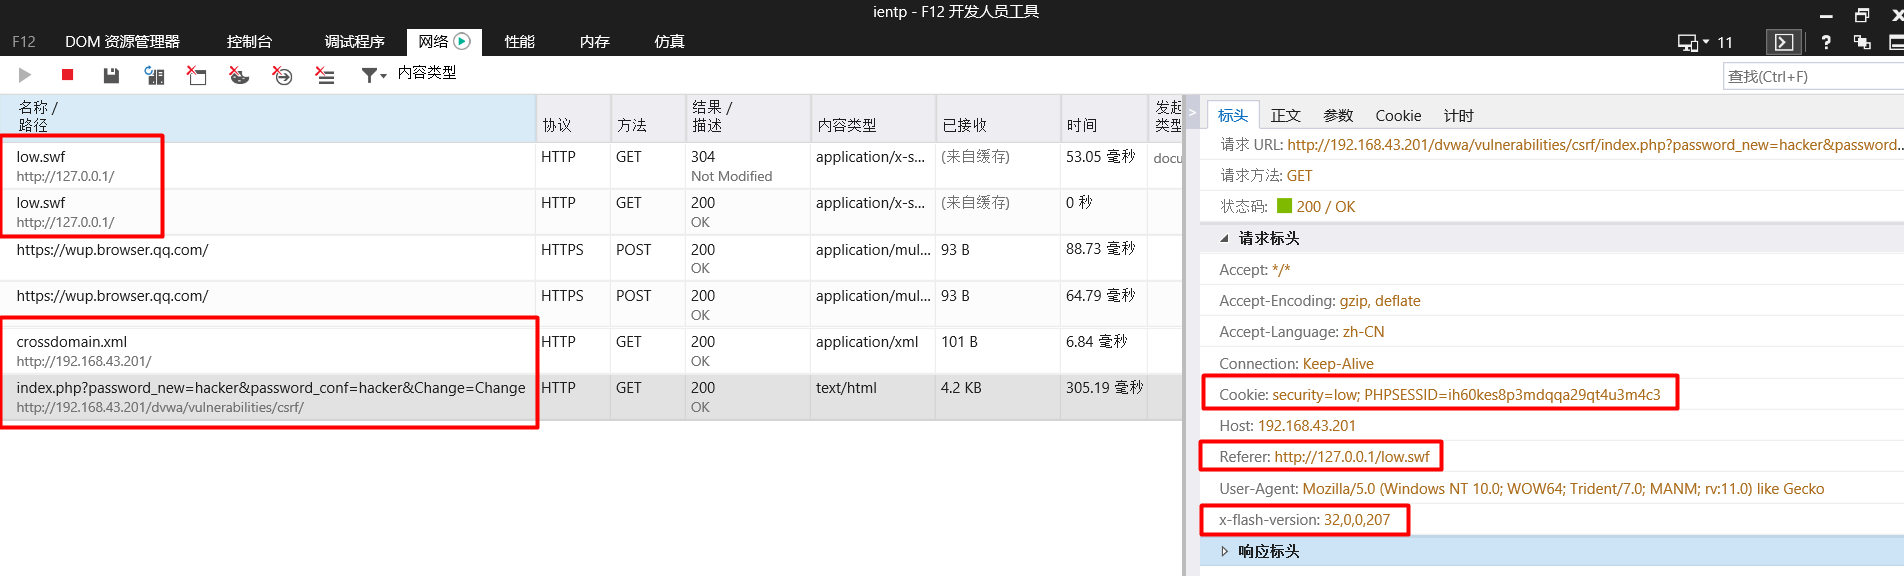 ientp - F12 开发人员工具
F12 DOM 资源管理器 控制台 调试程序 网络 性能 内存 仿真 11 ?
内容类型 查找(Ctrl+F)
名称 /
路径 协议 方法 结果 /
描述 内容类型 已接收 时间 发起
类型
low.swf HTTP GET 304 application/x-s... (来自缓存) 53.05 毫秒 docu
http://127.0.0.1/ Not Modified
low.swf HTTP GET 200 application/x-s... (来自缓存) 0 秒
http://127.0.0.1/ OK
https://wup.browser.qq.com/ HTTPS POST 200 application/mul... 93 B 88.73 毫秒
OK
https://wup.browser.qq.com/ HTTPS POST 200 application/mul... 93 B 64.79 毫秒
OK
crossdomain.xml HTTP GET 200 application/xml 101 B 6.84 毫秒
http://192.168.43.201/ OK
index.php?password_new=hacker&password_conf=hacker&Change=Change HTTP GET 200 text/html 4.2 KB 305.19 毫秒
http://192.168.43.201/dvwa/vulnerabilities/csrf/ OK
标头 正文 参数 Cookie 计时
请求 URL: http://192.168.43.201/dvwa/vulnerabilities/csrf/index.php?password_new=hacker&password...
请求方法: GET
状态码: 200 / OK
请求标头
Accept: */*
Accept-Encoding: gzip, deflate
Accept-Language: zh-CN
Connection: Keep-Alive
Cookie: security=low; PHPSESSID=ih60kes8p3mdqqa29qt4u3m4c3
Host: 192.168.43.201
Referer: http://127.0.0.1/low.swf
User-Agent: Mozilla/5.0 (Windows NT 10.0; WOW64; Trident/7.0; MANM; rv:11.0) like Gecko
x-flash-version: 32,0,0,207
响应标头